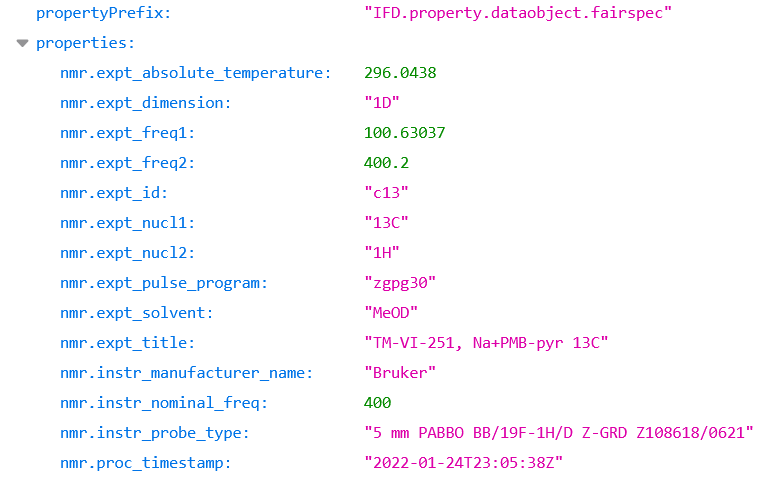 propertyPrefix: "IFD.property.dataobject.fairspec"
properties:
nmr.expt_absolute_temperature: 296.0438
nmr.expt_dimension: "1D"
nmr.expt_freq1: 100.63037
nmr.expt_freq2: 400.2
nmr.expt_id: "c13"
nmr.expt_nucl1: "13C"
nmr.expt_nucl2: "1H"
nmr.expt_pulse_program: "zgpg30"
nmr.expt_solvent: "MeOD"
nmr.expt_title: "TM-VI-251, Na+PMB-pyr 13C"
nmr.instr_manufacturer_name: "Bruker"
nmr.instr_nominal_freq: 400
nmr.instr_probe_type: "5 mm PABBO BB/19F-1H/D Z-GRD Z108618/0621"
nmr.proc_timestamp: "2022-01-24T23:05:38Z"